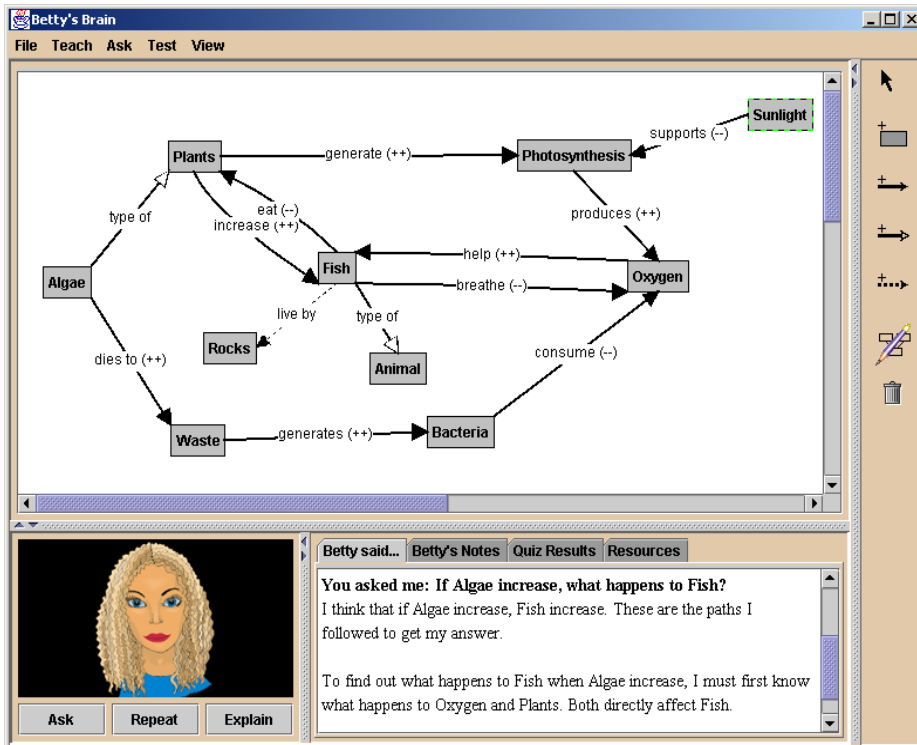 Betty's Brain
File Teach Ask Test View
Sunlight
supports (--)
Plants
generate (++)
Photosynthesis
type of
eat (--)
increase (++)
produces (++)
help (++)
Algae
Fish
Oxygen
breathe (--)
live by
type of
Rocks
dies to (++)
consume (--)
Animal
Waste
generates (++)
Bacteria
Betty said... Betty's Notes Quiz Results Resources
You asked me: If Algae increase, what happens to Fish?
I think that if Algae increase, Fish increase. These are the paths I
followed to get my answer.
To find out what happens to Fish when Algae increase, I must first know
what happens to Oxygen and Plants. Both directly affect Fish.
Ask Repeat Explain